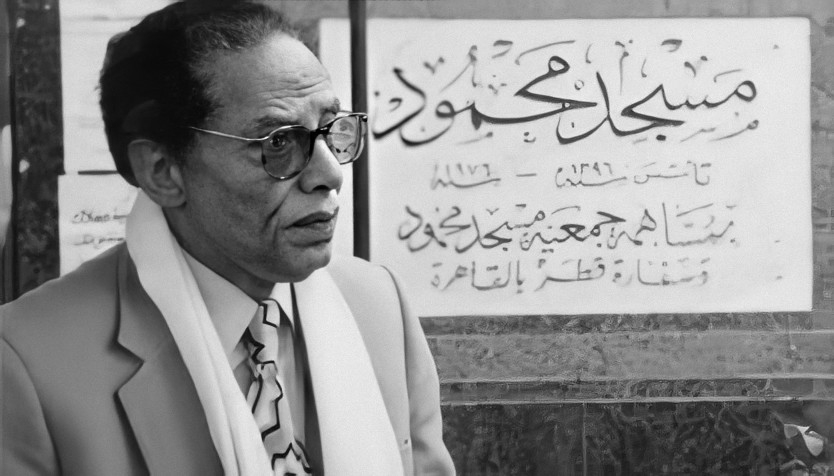 مسجد محمود
تأسس سنة ١٣٩٦ – سنة ١٩٧٦
بمساهمة جمعية مسجد محمود
وسفارة قطر بالقاهرة